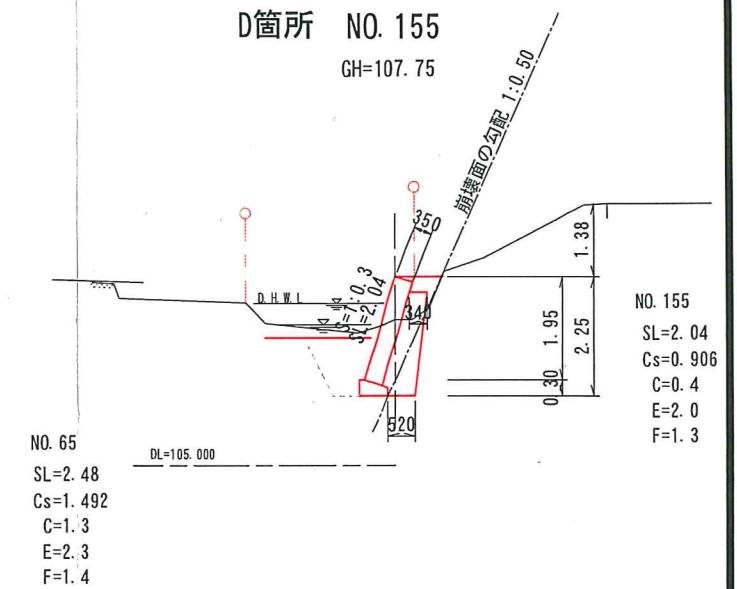 D箇所 NO. 155
GH=107. 75
崩壊面の勾配 1:0. 50
350
1. 38
D. H. W. L
S=1:0. 3
SL=2. 04
340
1. 95
2. 25
0. 30
520
NO. 155
SL=2. 04
Cs=0. 906
C=0. 4
E=2. 0
F=1. 3
DL=105. 000
NO. 65
SL=2. 48
Cs=1. 492
C=1. 3
E=2. 3
F=1. 4